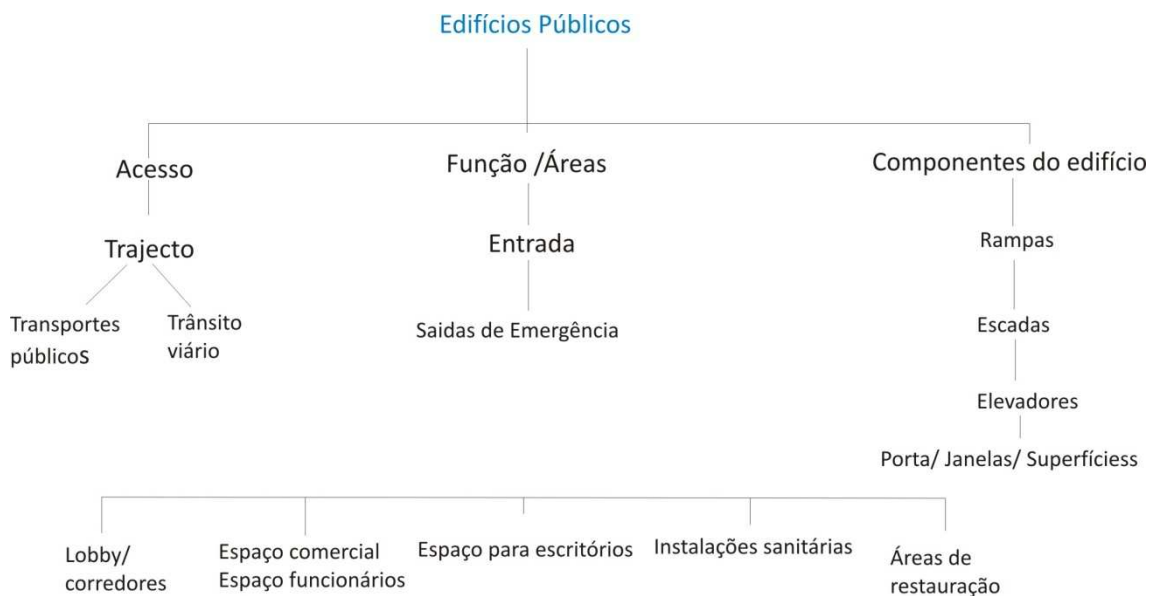 Edifícios Públicos
Acesso
Função /Áreas
Componentes do edifício
Trajecto
Entrada
Rampas
Transportes
públicos
Trânsito
viário
Saidas de Emergência
Escadas
Elevadores
Porta/ Janelas/ Superfíciess
Lobby/
corredores
Espaço comercial
Espaço funcionários
Espaço para escritórios
Instalações sanitárias
Áreas de
restauração